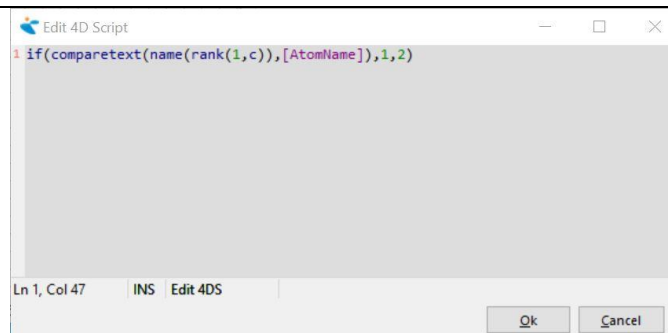 Edit 4D Script
1 if(comparetext(name(rank(1,c)),[AtomName]),1,2)
Ln 1, Col 47 INS Edit 4DS
Ok Cancel